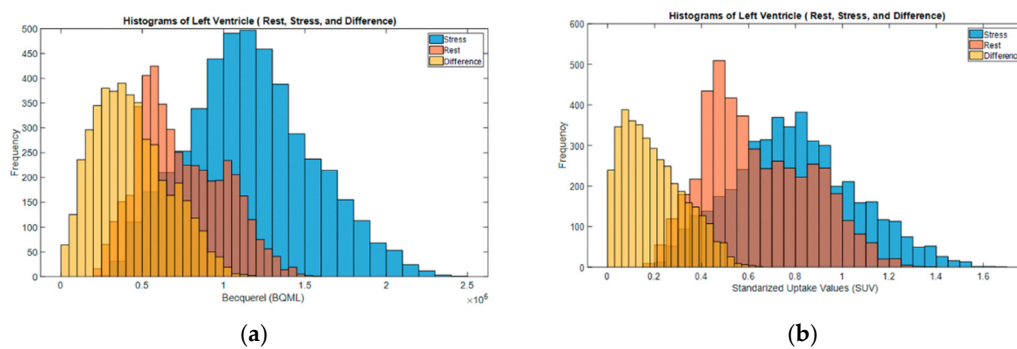 Histograms of Left Ventricle ( Rest, Stress, and Difference)
500
450
400
350
300
250
200
150
100
50
0
Frequency
Stress
Rest
Difference
0 0.5 1 1.5 2 2.5
×10⁵
Becquerel (BQML)
(a)
Histograms of Left Ventricle ( Rest, Stress, and Difference)
600
500
400
300
200
100
0
Frequency
Stress
Rest
Difference
0 0.2 0.4 0.6 0.8 1 1.2 1.4 1.6
Standarized Uptake Values (SUV)
(b)